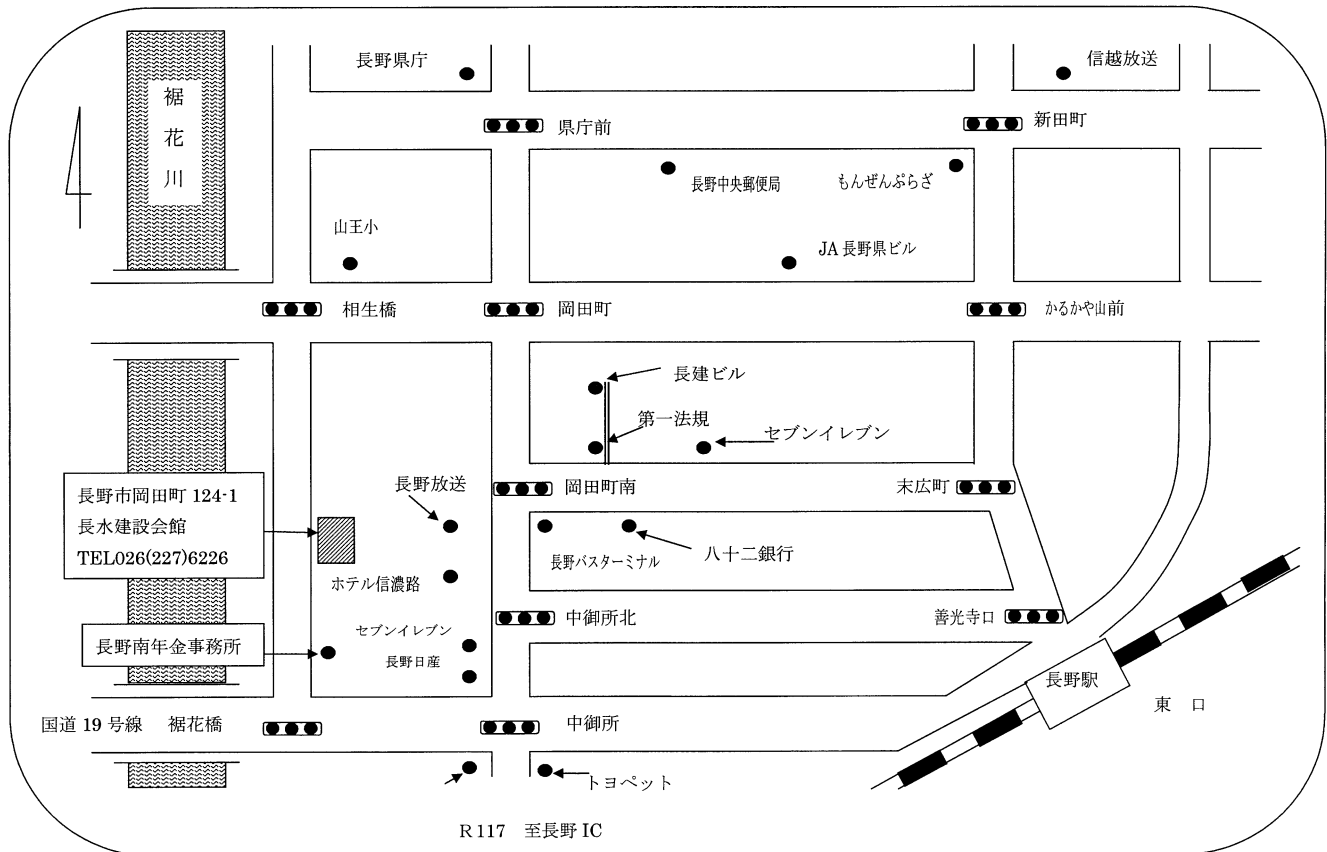 長野県庁
信越放送
裾花川
県庁前
新田町
長野中央郵便局
もんぜんぷらざ
山王小
JA長野県ビル
相生橋
岡田町
かるかや山前
長建ビル
第一法規
セブンイレブン
長野市岡田町 124-1
長水建設会館
TEL026(227)6226
長野放送
岡田町南
末広町
長野バスターミナル
八十二銀行
ホテル信濃路
中御所北
善光寺口
長野南年金事務所
セブンイレブン
長野日産
長野駅
東 口
国道 19 号線 裾花橋
中御所
トヨペット
R117 至長野 IC